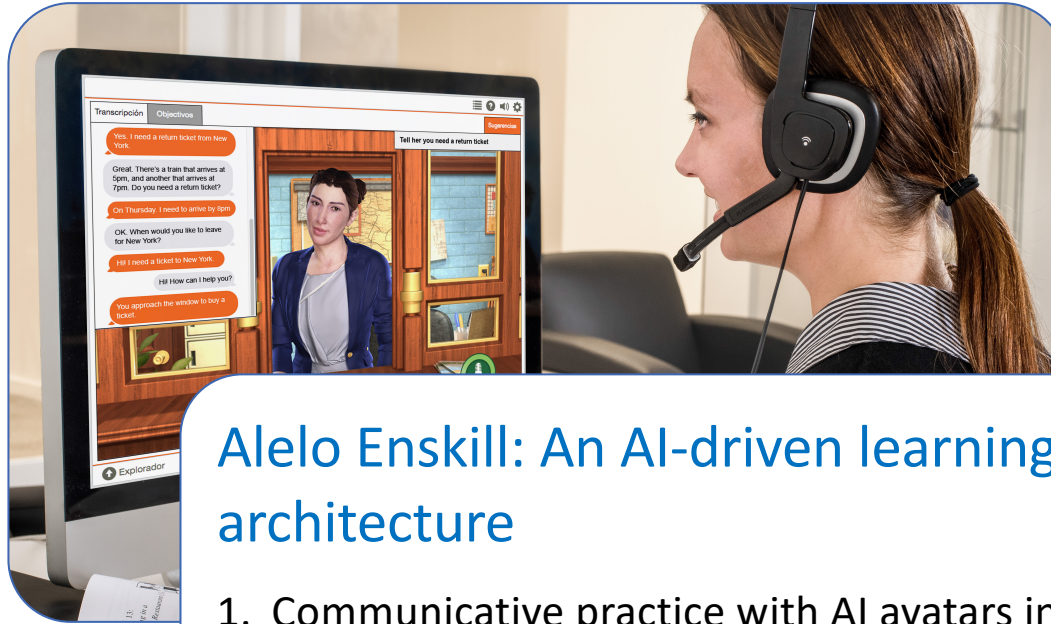 Transcripción Objectivos
Sugerencias
Tell her you need a return ticket
Yes. I need a return ticket from New
York.
Great. There's a train that arrives at
5pm, and another that arrives at
7pm. Do you need a return ticket?
On Thursday. I need to arrive by 8pm
OK. When would you like to leave
for New York?
Hi! I need a ticket to New York.
Hi! How can I help you?
You approach the window to buy a
ticket.
Explorador
13:
Alelo Enskill: An AI-driven learning
architecture
1. Communicative practice with AI avatars in